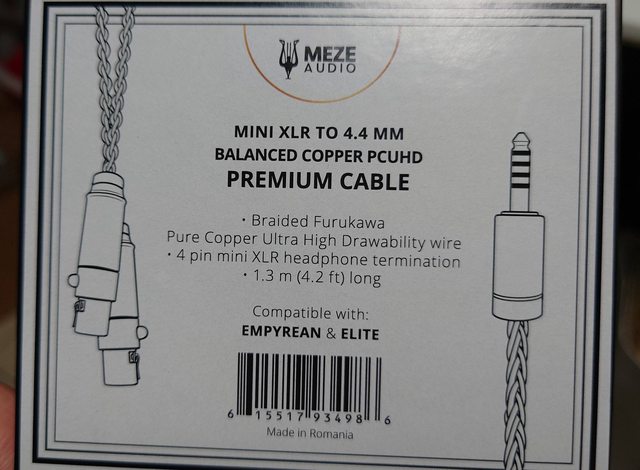 MEZE
AUDIO
MINI XLR TO 4.4 MM
BALANCED COPPER PCUHD
PREMIUM CABLE
• Braided Furukawa
Pure Copper Ultra High Drawability wire
• 4 pin mini XLR headphone termination
• 1.3 m (4.2 ft) long
Compatible with:
EMPYREAN & ELITE
6 15517 93498 6
Made in Romania